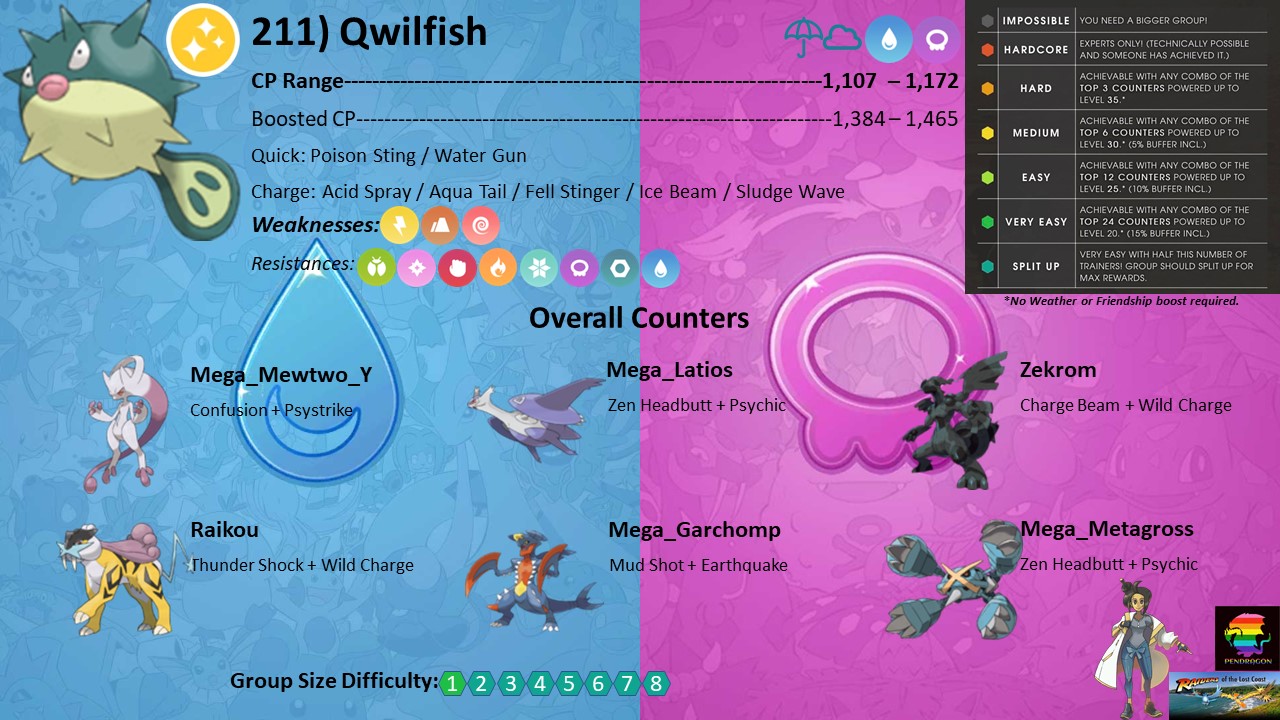 211) Qwilfish
CP Range--------------------------------------------------------------------1,107 – 1,172
Boosted CP--------------------------------------------------------------------1,384 – 1,465
Quick: Poison Sting / Water Gun
Charge: Acid Spray / Aqua Tail / Fell Stinger / Ice Beam / Sludge Wave
Weaknesses:
Resistances:
IMPOSSIBLE YOU NEED A BIGGER GROUP!
HARDCORE EXPERTS ONLY! (TECHNICALLY POSSIBLE
AND SOMEONE HAS ACHIEVED IT.)
HARD ACHIEVABLE WITH ANY COMBO OF THE
TOP 3 COUNTERS POWERED UP TO
LEVEL 35.*
MEDIUM ACHIEVABLE WITH ANY COMBO OF THE
TOP 6 COUNTERS POWERED UP TO
LEVEL 30.* (5% BUFFER INCL.)
EASY ACHIEVABLE WITH ANY COMBO OF THE
TOP 12 COUNTERS POWERED UP TO
LEVEL 25.* (10% BUFFER INCL.)
VERY EASY ACHIEVABLE WITH ANY COMBO OF THE
TOP 24 COUNTERS POWERED UP TO
LEVEL 20.* (15% BUFFER INCL.)
SPLIT UP VERY EASY WITH HALF THIS NUMBER OF
TRAINERS! GROUP SHOULD SPLIT UP FOR
MAX REWARDS.
*No Weather or Friendship boost required.
Overall Counters
Mega_Mewtwo_Y
Confusion + Psystrike
Mega_Latios
Zen Headbutt + Psychic
Zekrom
Charge Beam + Wild Charge
Raikou
Thunder Shock + Wild Charge
Mega_Garchomp
Mud Shot + Earthquake
Mega_Metagross
Zen Headbutt + Psychic
Group Size Difficulty: 1 2 3 4 5 6 7 8
PENDRAGON
RAIDERS of the Lost Coast